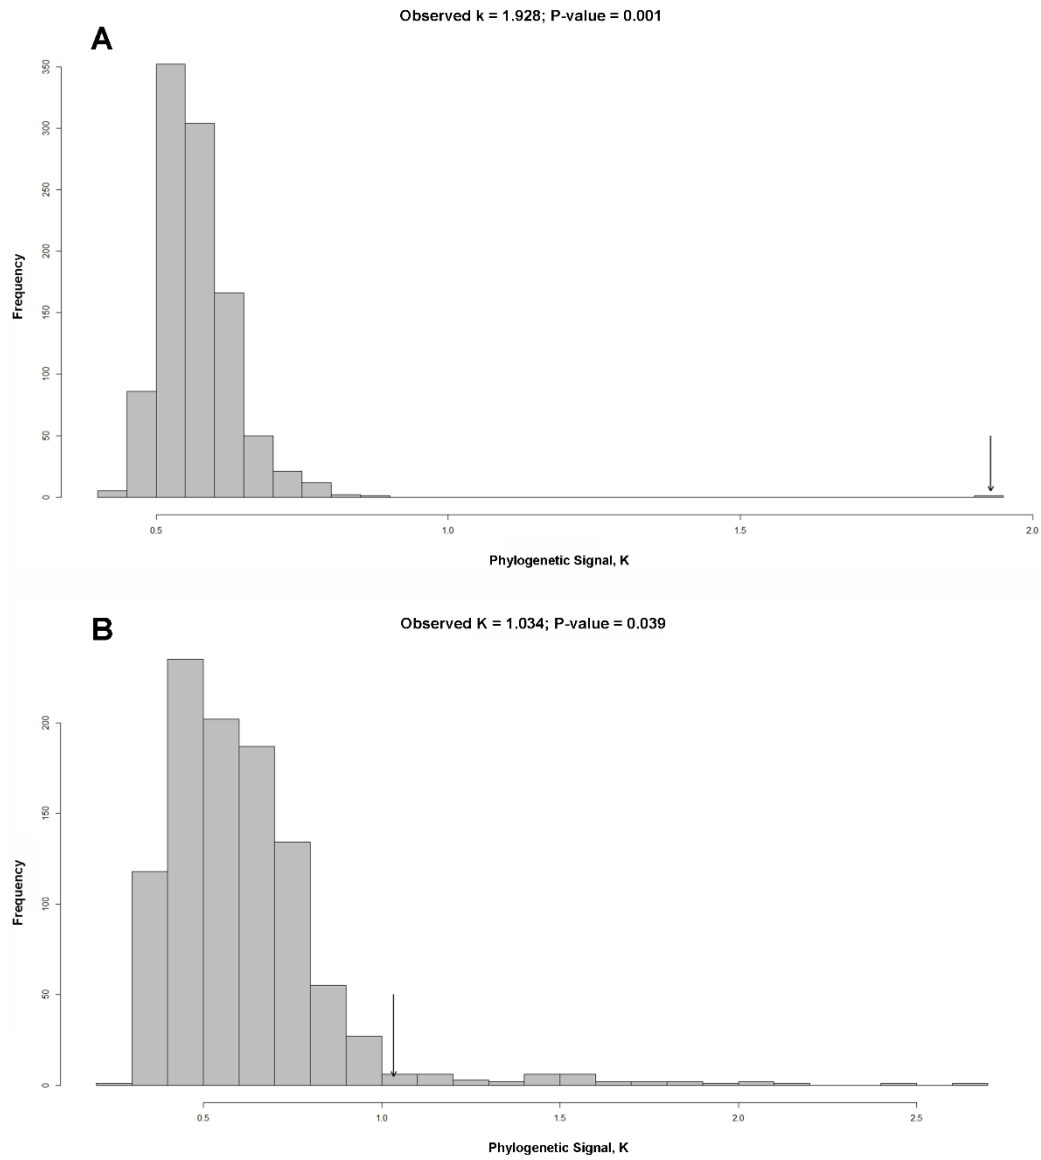 Observed k = 1.928; P-value = 0.001
A
350
300
250
200
150
100
50
0
Frequency
0.5 1.0 1.5 2.0
Phylogenetic Signal, K
Observed K = 1.034; P-value = 0.039
B
200
150
100
50
0
Frequency
0.5 1.0 1.5 2.0 2.5
Phylogenetic Signal, K